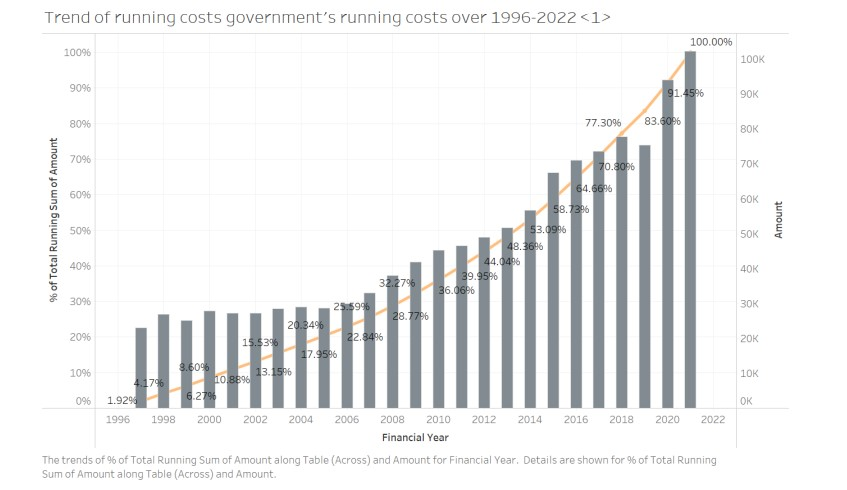 Trend of running costs government's running costs over 1996-2022 <1>
100.00%
100%
100K
91.45%
90%
90K
83.60%
80%
80K
77.30%
70.80%
70%
70K
64.66%
60%
60K
58.73%
53.09%
50%
50K
48.36%
44.04%
40%
40K
39.95%
36.06%
32.27%
30%
30K
28.77%
25.59%
22.84%
20.34%
20%
20K
17.95%
15.53%
13.15%
10.88%
10%
10K
8.60%
6.27%
4.17%
1.92%
0%
0K
% of Total Running Sum of Amount
Amount
1996 1998 2000 2002 2004 2006 2008 2010 2012 2014 2016 2018 2020 2022
Financial Year
The trends of % of Total Running Sum of Amount along Table (Across) and Amount for Financial Year. Details are shown for % of Total Running
Sum of Amount along Table (Across) and Amount.